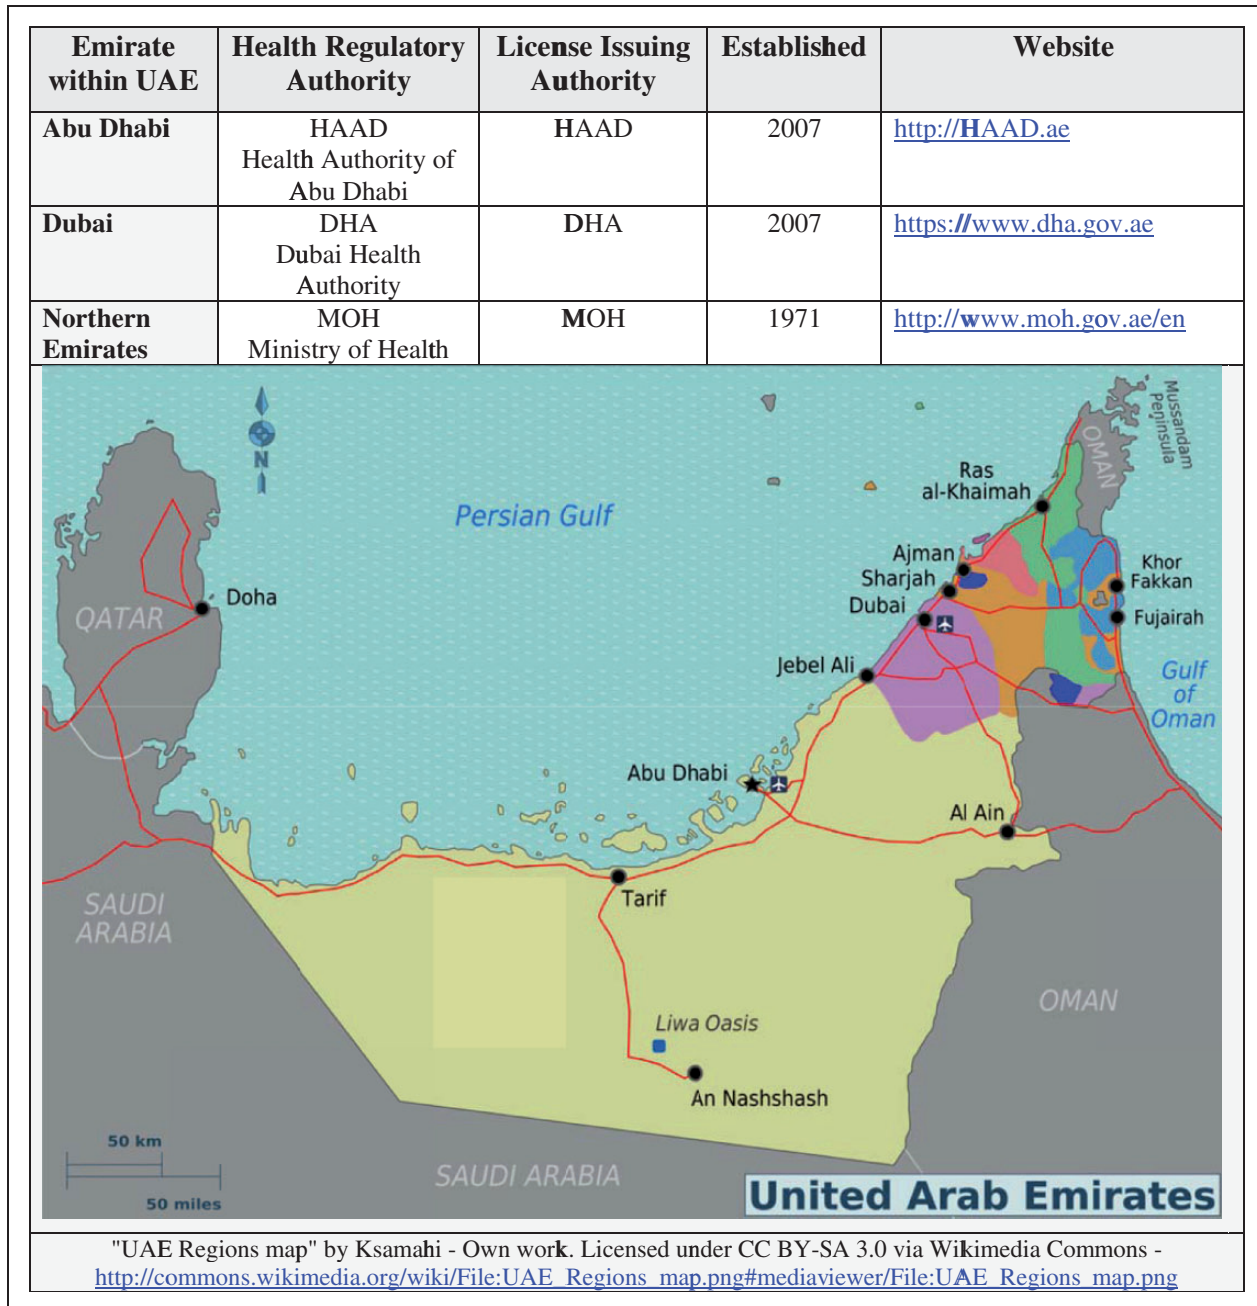 Emirate within UAE
Health Regulatory Authority
License Issuing Authority
Established
Website
Abu Dhabi
HAAD
Health Authority of
Abu Dhabi
HAAD
2007
http://HAAD.ae
Dubai
DHA
Dubai Health
Authority
DHA
2007
https://www.dha.gov.ae
Northern
Emirates
MOH
Ministry of Health
MOH
1971
http://www.moh.gov.ae/en
Mussandam
Peninsula
OMAN
N
Ras
al-Khaimah
Persian Gulf
Ajman
Khor
Fakkan
Sharjah
Doha
Dubai
QATAR
Fujairah
Jebel Ali
Gulf
of
Oman
Abu Dhabi
Al Ain
Tarif
SAUDI
ARABIA
OMAN
Liwa Oasis
An Nashshash
50 km
50 miles
SAUDI ARABIA
United Arab Emirates
"UAE Regions map" by Ksamahi - Own work. Licensed under CC BY-SA 3.0 via Wikimedia Commons -
http://commons.wikimedia.org/wiki/File:UAE_Regions_map.png#mediaviewer/File:UAE_Regions_map.png